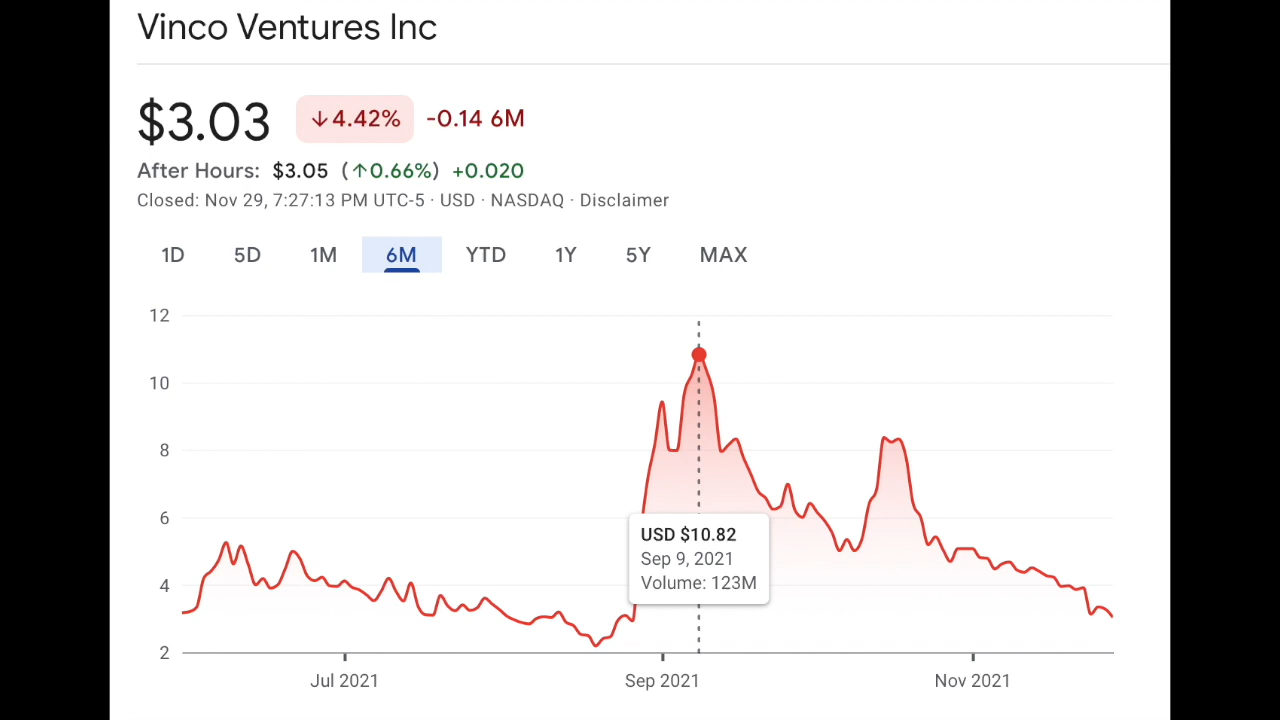 Vinco Ventures Inc
$3.03 ↓4.42% -0.14 6M
After Hours: $3.05 (↑0.66%) +0.020
Closed: Nov 29, 7:27:13 PM UTC-5 · USD · NASDAQ · Disclaimer
1D 5D 1M 6M YTD 1Y 5Y MAX
12
10
8
6
4
2
USD $10.82
Sep 9, 2021
Volume: 123M
Jul 2021 Sep 2021 Nov 2021